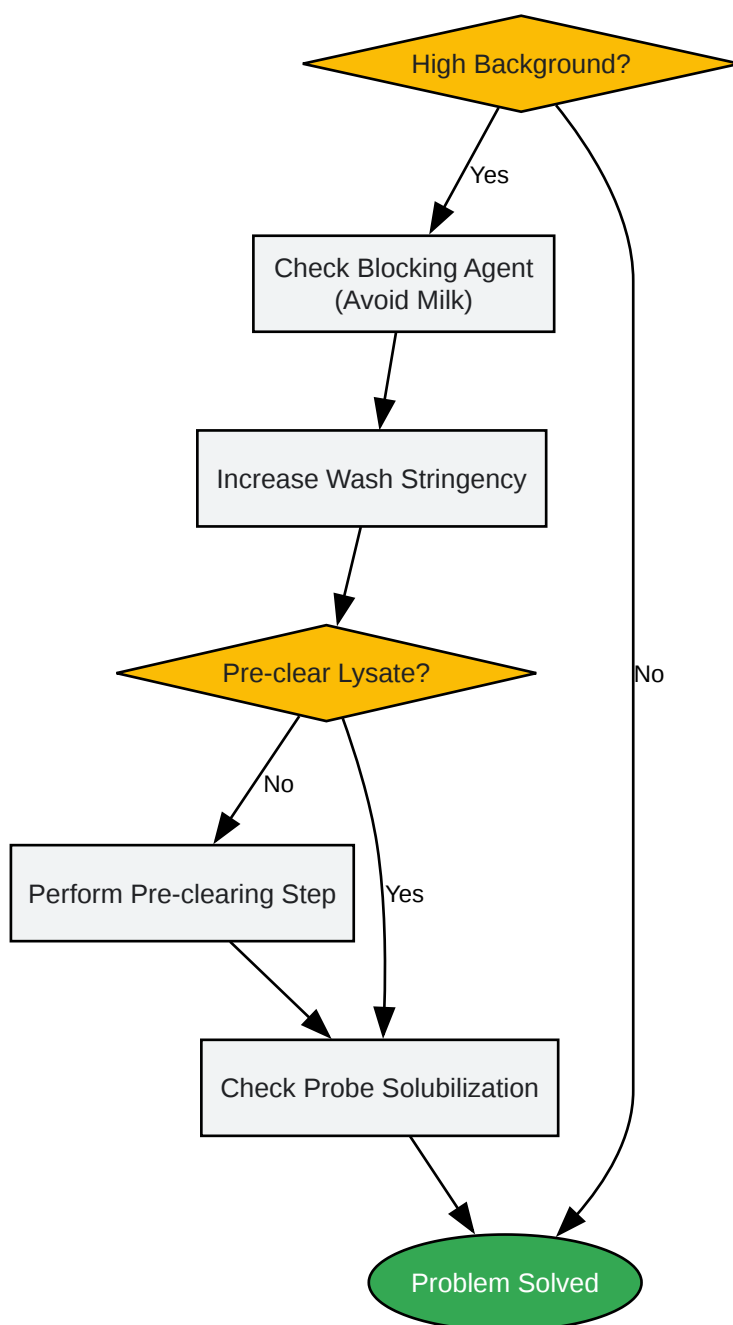 High Background?
Yes
Check Blocking Agent
(Avoid Milk)
Increase Wash Stringency
Pre-clear Lysate?
No
No
Perform Pre-clearing Step
Yes
Check Probe Solubilization
Problem Solved